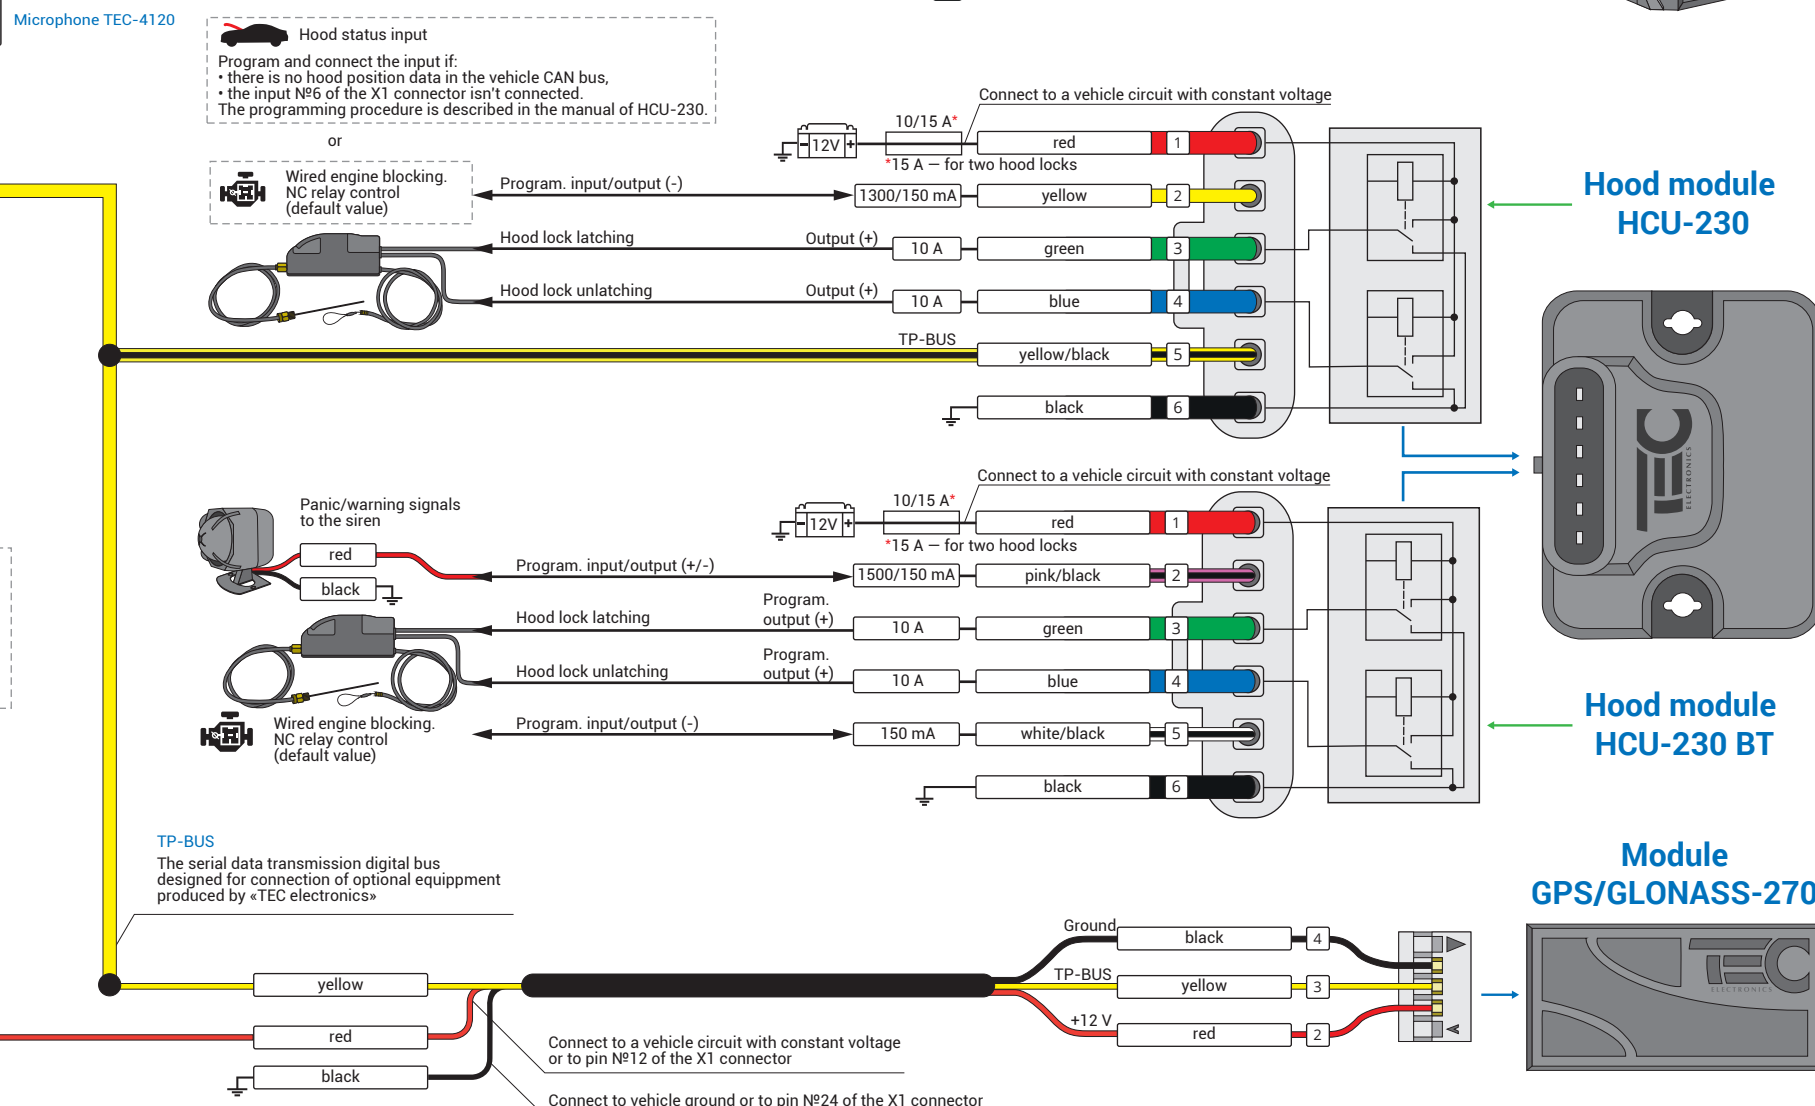 Microphone TEC-4120
Hood status input
Program and connect the input if:
• there is no hood position data in the vehicle CAN bus,
• the input №6 of the X1 connector isn't connected.
The programming procedure is described in the manual of HCU-230.
or
Wired engine blocking.
NC relay control
(default value)
Connect to a vehicle circuit with constant voltage
10/15 A*
- 12V +
red
1
*15 A — for two hood locks
Program. input/output (-)
1300/150 mA
yellow
2
Hood lock latching
Output (+)
10 A
green
3
Hood lock unlatching
Output (+)
10 A
blue
4
TP-BUS
yellow/black
5
black
6
Hood module
HCU-230
TEC
ELECTRONICS
Connect to a vehicle circuit with constant voltage
10/15 A*
- 12V +
red
1
*15 A — for two hood locks
Panic/warning signals
to the siren
red
black
Program. input/output (+/-)
1500/150 mA
pink/black
2
Hood lock latching
Program.
output (+)
10 A
green
3
Hood lock unlatching
Program.
output (+)
10 A
blue
4
Wired engine blocking.
NC relay control
(default value)
Program. input/output (-)
150 mA
white/black
5
black
6
Hood module
HCU-230 BT
TP-BUS
The serial data transmission digital bus
designed for connection of optional equippment
produced by «TEC electronics»
Module
GPS/GLONASS-270
yellow
red
black
Ground
black
4
TP-BUS
yellow
3
+12 V
red
2
TEC
ELECTRONICS
Connect to a vehicle circuit with constant voltage
or to pin №12 of the X1 connector
Connect to vehicle ground or to pin №24 of the X1 connector